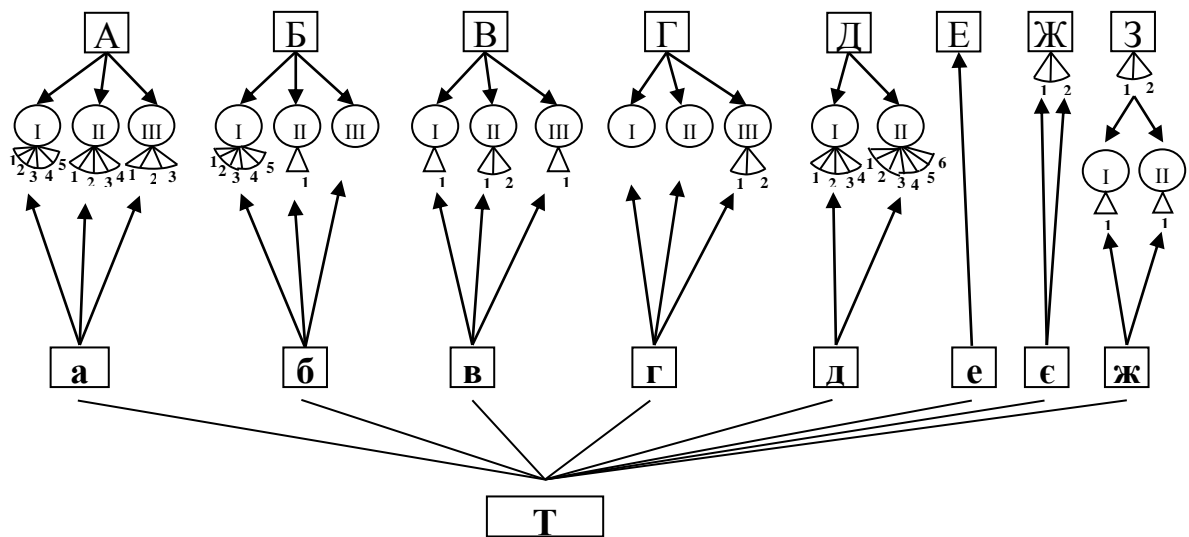 А Б В Г Д Е Ж З
1 2
1 2
I II III I II III I II III I II III I II
I II
1 2 3 4 5 1 2 3 4 1 2 3 1 2 3 4 5 1 1 1 2 1 1 2 1 2 3 4 1 2 3 4 5 6
1 1
а б в г д е є ж
Т